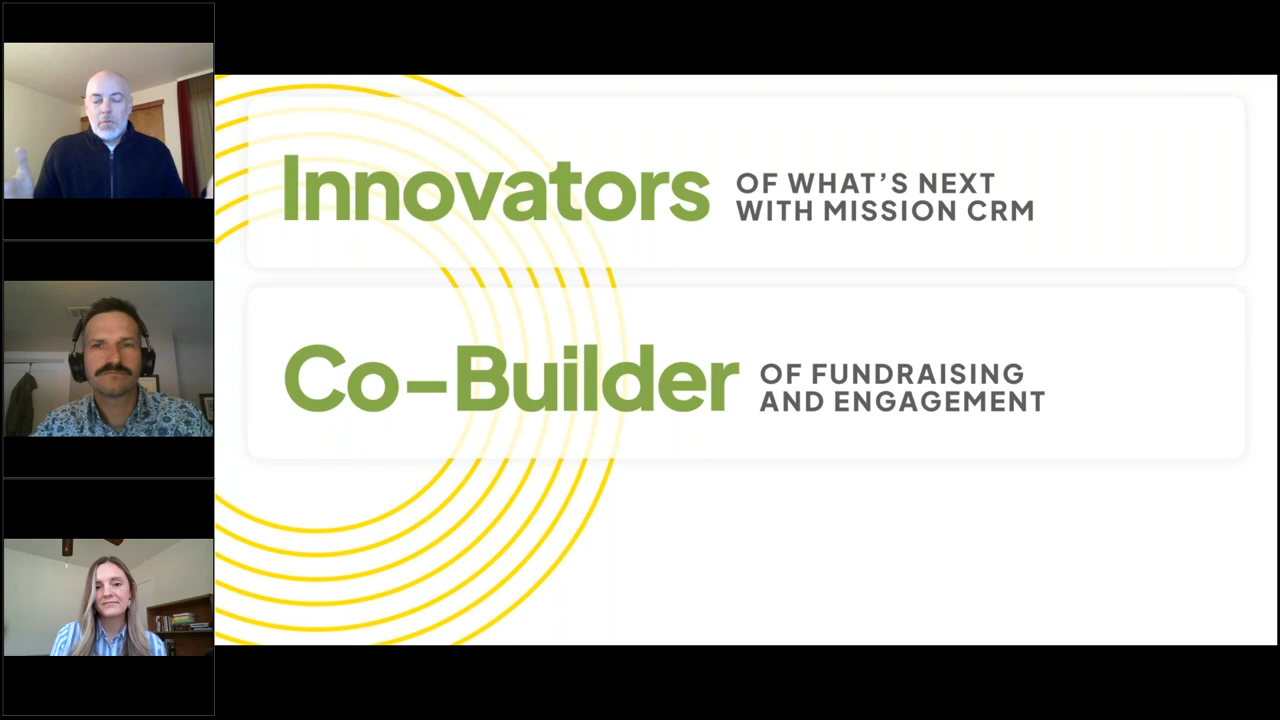 Innovators
OF WHAT’S NEXT
WITH MISSION CRM
Co–Builder
OF FUNDRAISING
AND ENGAGEMENT